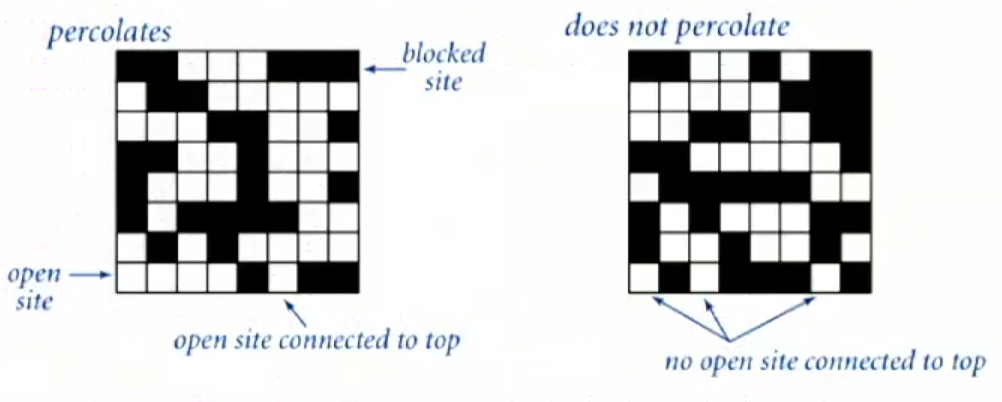 percolates
blocked
site
open
site
open site connected to top
does not percolate
no open site connected to top